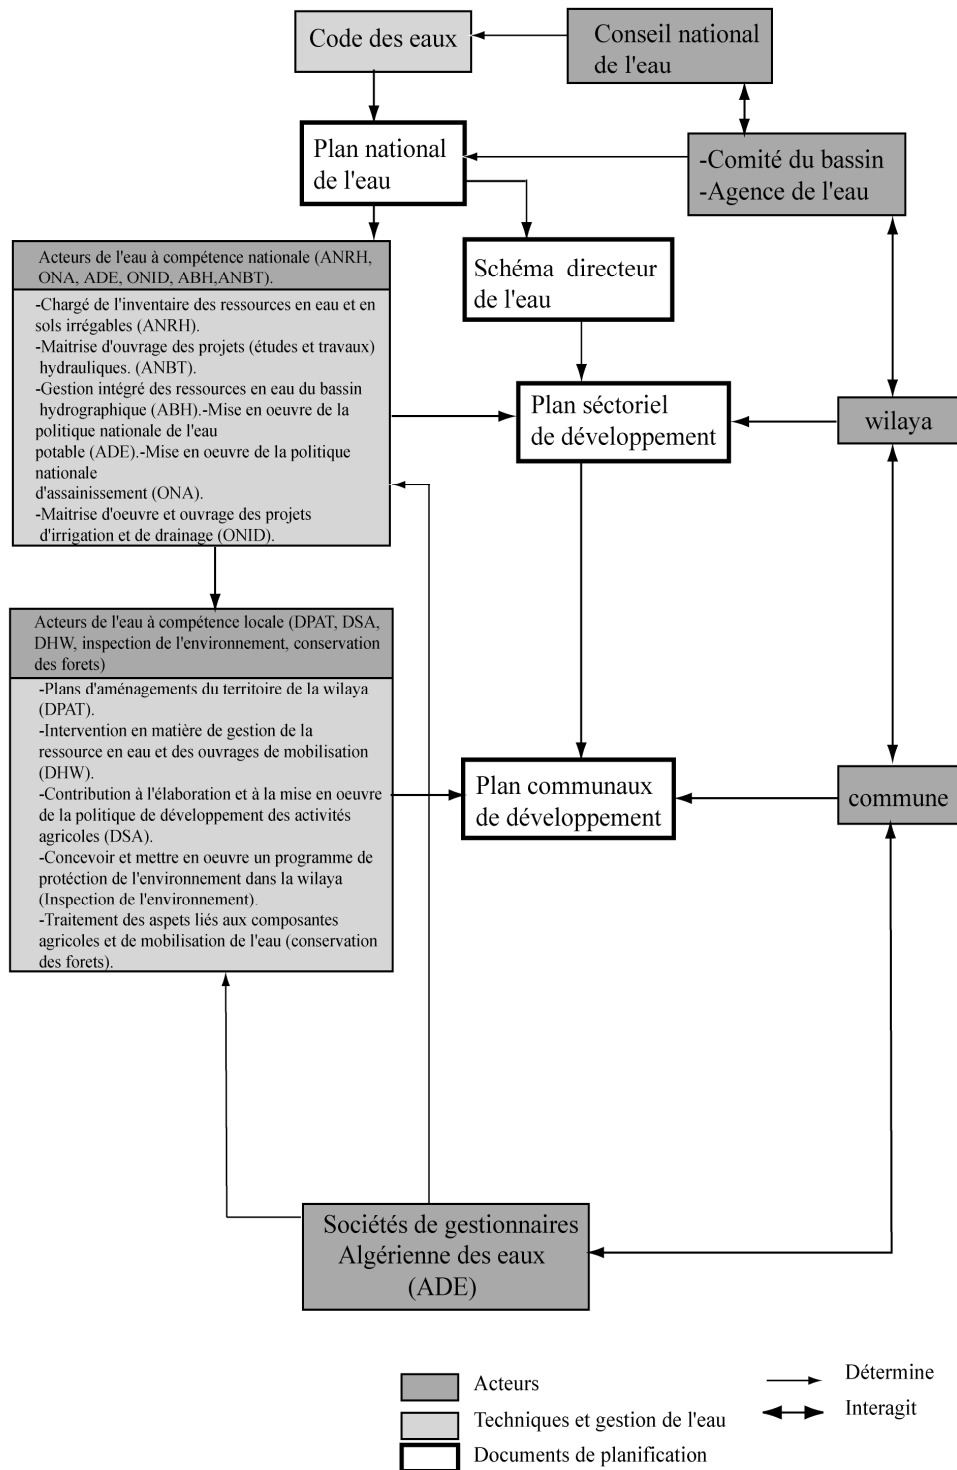 Code des eaux
Conseil national
de l'eau
Plan national
de l'eau
-Comité du bassin
-Agence de l'eau
Acteurs de l'eau à compétence nationale (ANRH,
ONA, ADE, ONID, ABH,ANBT).
-Chargé de l'inventaire des ressources en eau et en
sols irrégables (ANRH).
-Maitrise d'ouvrage des projets (études et travaux)
hydrauliques. (ANBT).
-Gestion intégré des ressources en eau du bassin
hydrographique (ABH).-Mise en oeuvre de la
politique nationale de l'eau
potable (ADE).-Mise en oeuvre de la politique
nationale
d'assainissement (ONA).
-Maitrise d'oeuvre et ouvrage des projets
d'irrigation et de drainage (ONID).
Schéma directeur
de l'eau
Plan séctoriel
de développement
wilaya
Acteurs de l'eau à compétence locale (DPAT, DSA,
DHW, inspection de l'environnement, conservation
des forets)
-Plans d'aménagements du territoire de la wilaya
(DPAT).
-Intervention en matière de gestion de la
ressource en eau et des ouvrages de mobilisation
(DHW).
-Contribution à l'élaboration et à la mise en oeuvre
de la politique de développement des activités
agricoles (DSA).
-Concevoir et mettre en oeuvre un programme de
protéction de l'environnement dans la wilaya
(Inspection de l'environnement).
-Traitement des aspets liés aux composantes
agricoles et de mobilisation de l'eau (conservation
des forets).
Plan communaux
de développement
commune
Sociétés de gestionnaires
Algérienne des eaux
(ADE)
Acteurs
Techniques et gestion de l'eau
Documents de planification
Détermine
Interagit